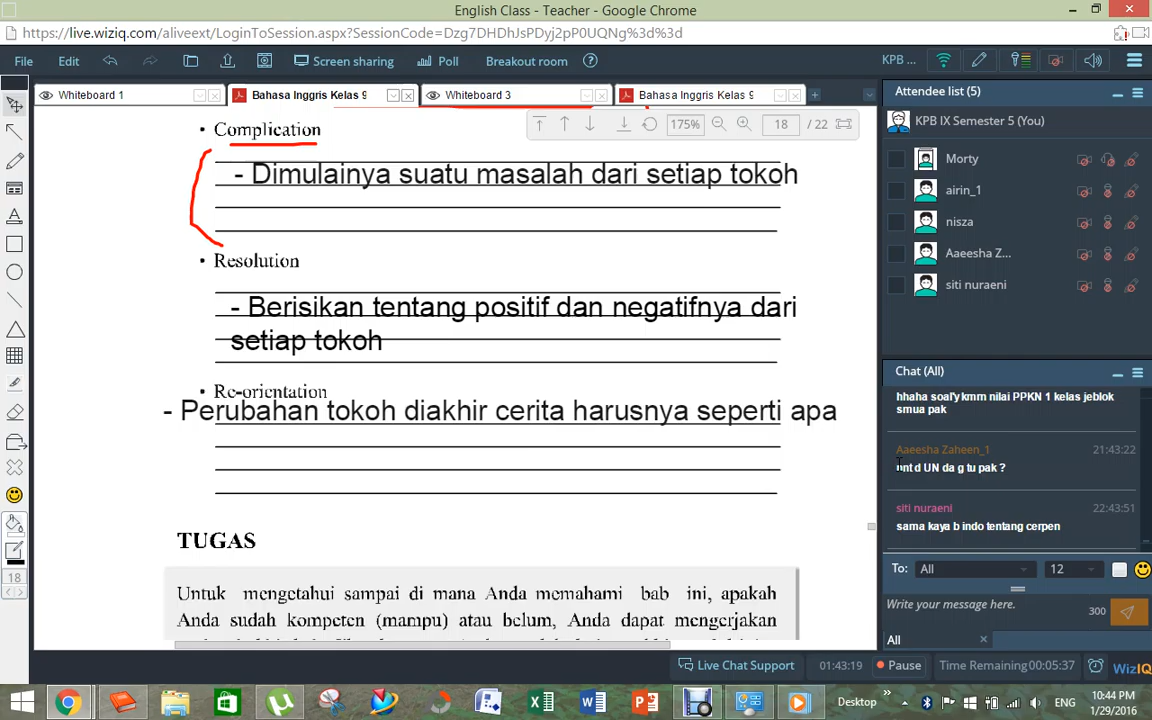 English Class - Teacher - Google Chrome
https://live.wiziq.com/aliveext/LoginToSession.aspx?SessionCode=Dzg7DHDhJsPDyj2pP0UQNg%3d%3d
File Edit Screen sharing Poll Breakout room KPB ...
Whiteboard 1 Bahasa Inggris Kelas 9 Whiteboard 3 Bahasa Inggris Kelas 9
175% 18 / 22
• Complication
- Dimulainya suatu masalah dari setiap tokoh
• Resolution
- Berisikan tentang positif dan negatifnya dari
setiap tokoh
• Re-orientation
- Perubahan tokoh diakhir cerita harusnya seperti apa
TUGAS
Untuk mengetahui sampai di mana Anda memahami bab ini, apakah
Anda sudah kompeten (mampu) atau belum, Anda dapat mengerjakan
18
Attendee list (5)
KPB IX Semester 5 (You)
Morty
airin_1
nisza
Aaeesha Z...
siti nuraeni
Chat (All)
hhaha soal'y kmrn nilai PPKN 1 kelas jeblok
smua pak
Aaeesha Zaheen_1 21:43:22
unt d UN da g tu pak ?
siti nuraeni 22:43:51
sama kaya b indo tentang cerpen
To: All 12
Write your message here. 300
All
Live Chat Support 01:43:19 Pause Time Remaining 00:05:37 WizIQ
Desktop ENG 10:44 PM
1/29/2016